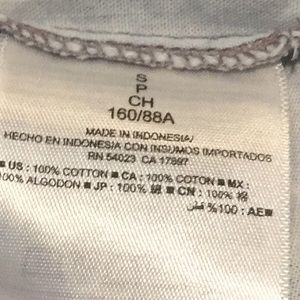 S
P
CH
160/88A
MADE IN INDONESIA/
HECHO EN INDONESIA CON INSUMOS IMPORTADOS
RN 54023 CA 17897
■ US : 100% COTTON ■ CA : 100% COTON ■ MX :
100% ALGODON ■ JP : 100% 綿 ■ CN : 100% 棉
■ AE : 100% قطن